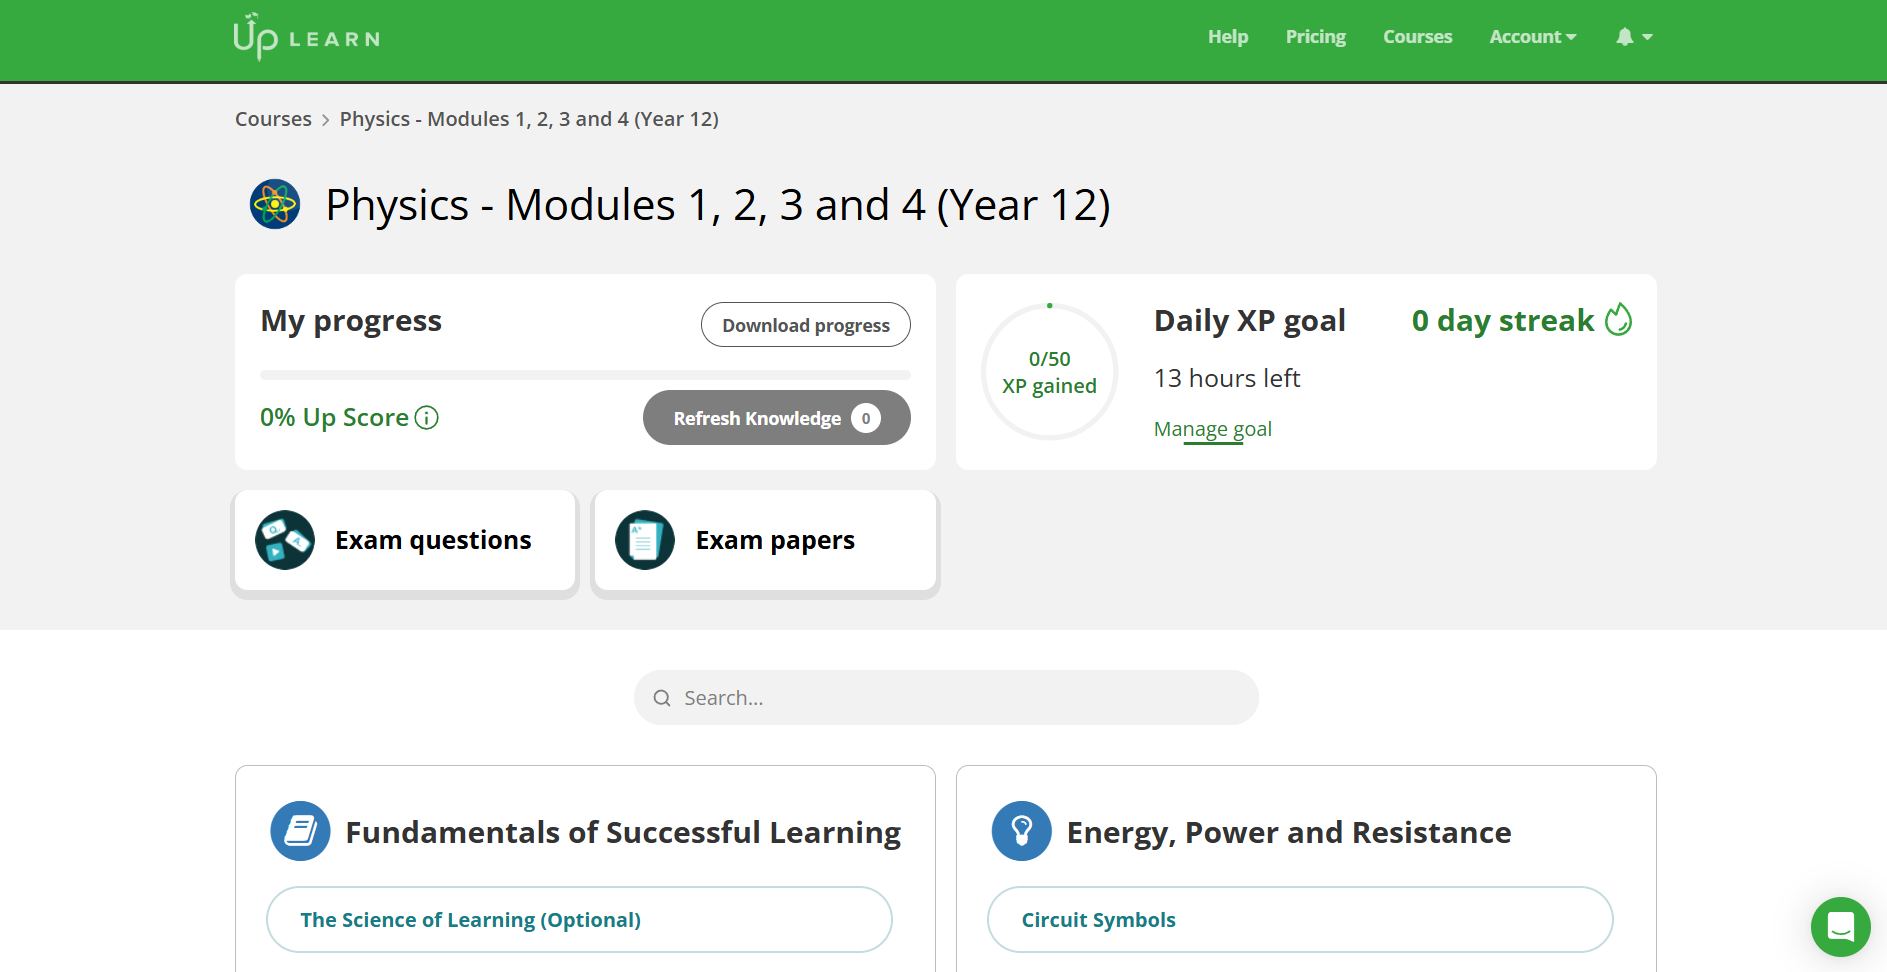 Up LEARN
Help
Pricing
Courses
Account
Courses > Physics - Modules 1, 2, 3 and 4 (Year 12)
Physics - Modules 1, 2, 3 and 4 (Year 12)
My progress
Download progress
0% Up Score
Refresh Knowledge 0
0/50
XP gained
Daily XP goal
0 day streak
13 hours left
Manage goal
Exam questions
Exam papers
Search...
Fundamentals of Successful Learning
The Science of Learning (Optional)
Energy, Power and Resistance
Circuit Symbols